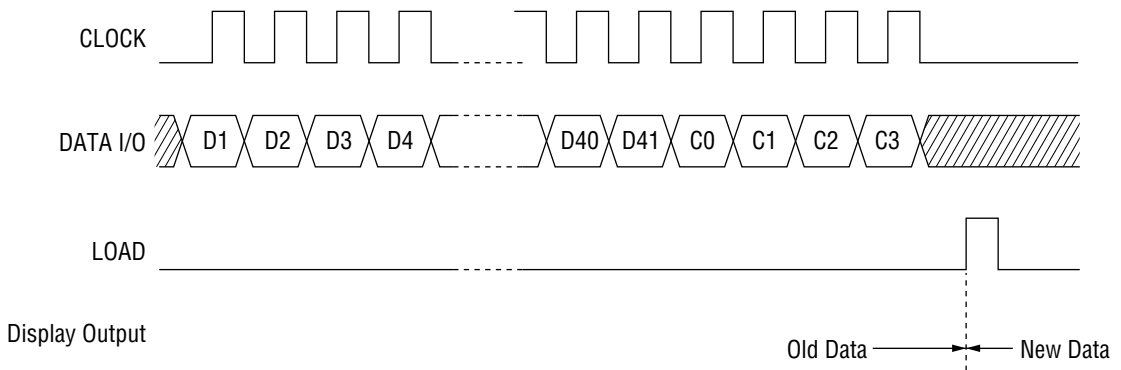 CLOCK
DATA I/O D1 D2 D3 D4 D40 D41 C0 C1 C2 C3
LOAD
Display Output
Old Data New Data